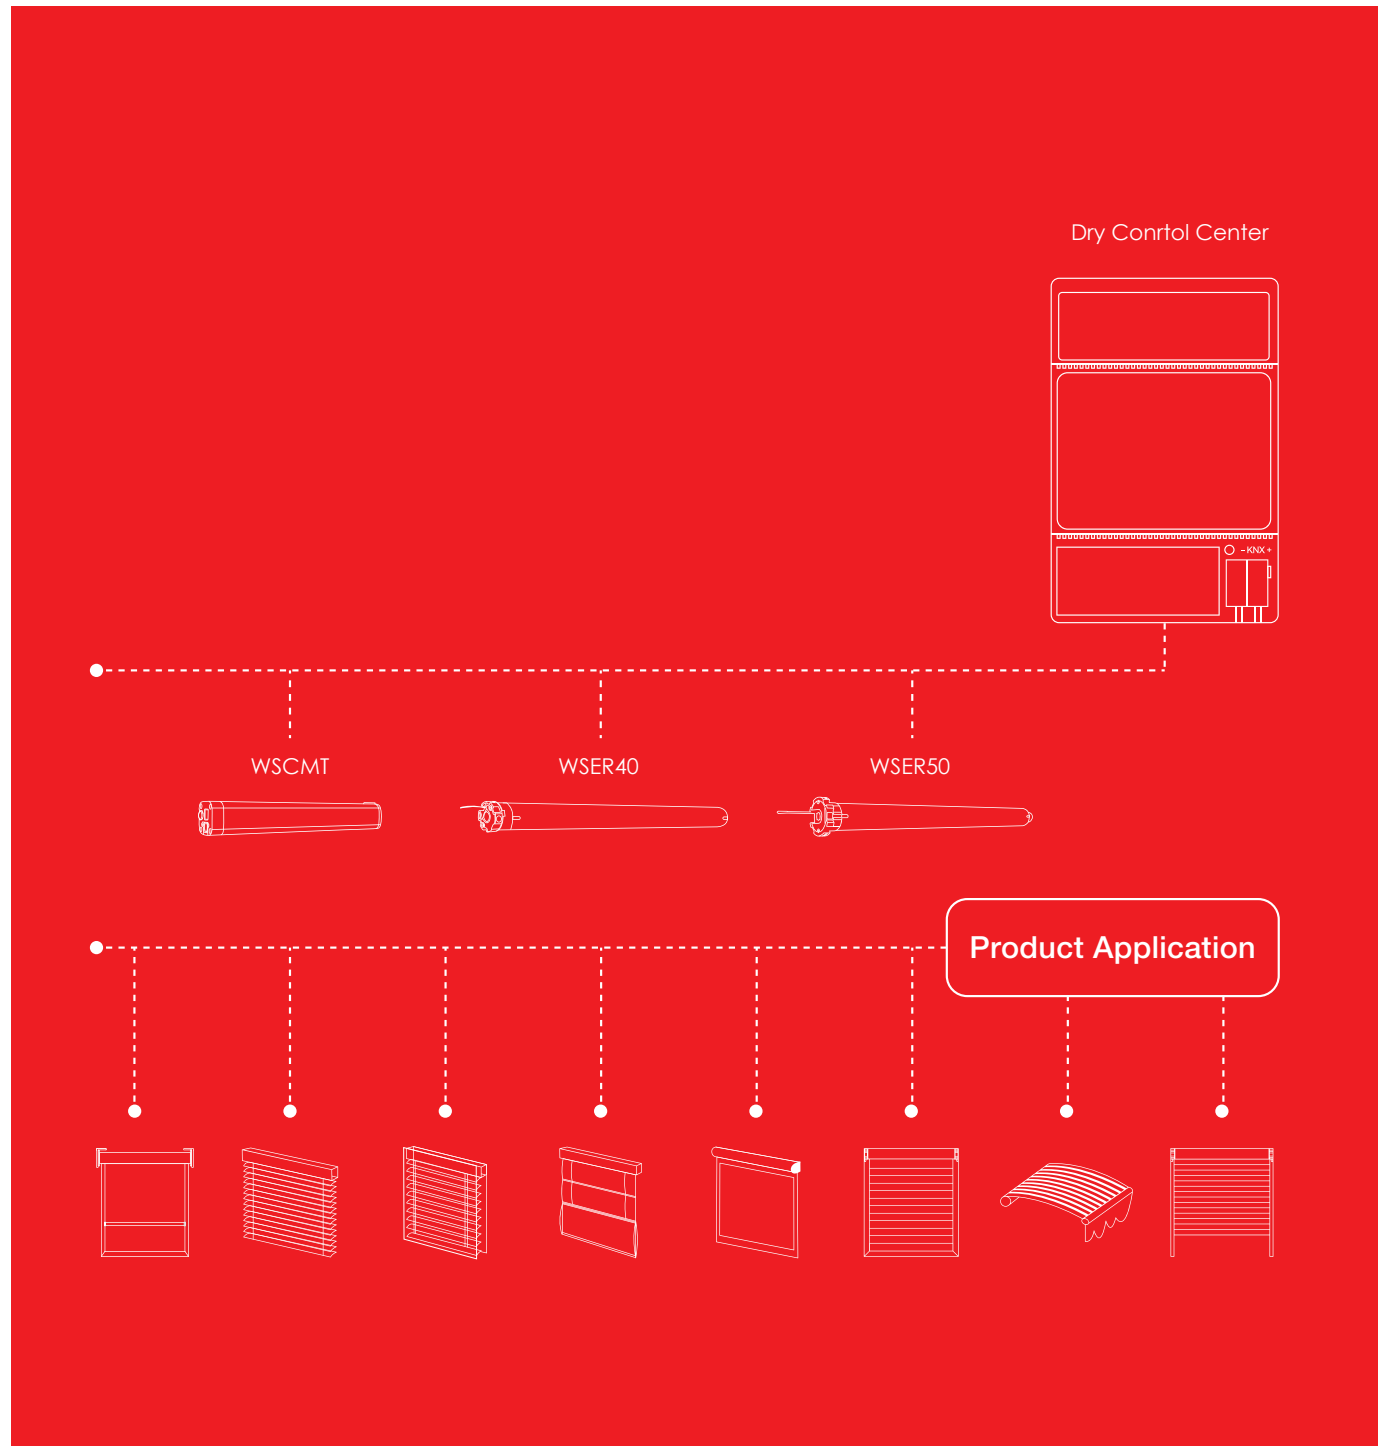 Dry Conrtol Center
- KNX +
WSCMT
WSER40
WSER50
Product Application